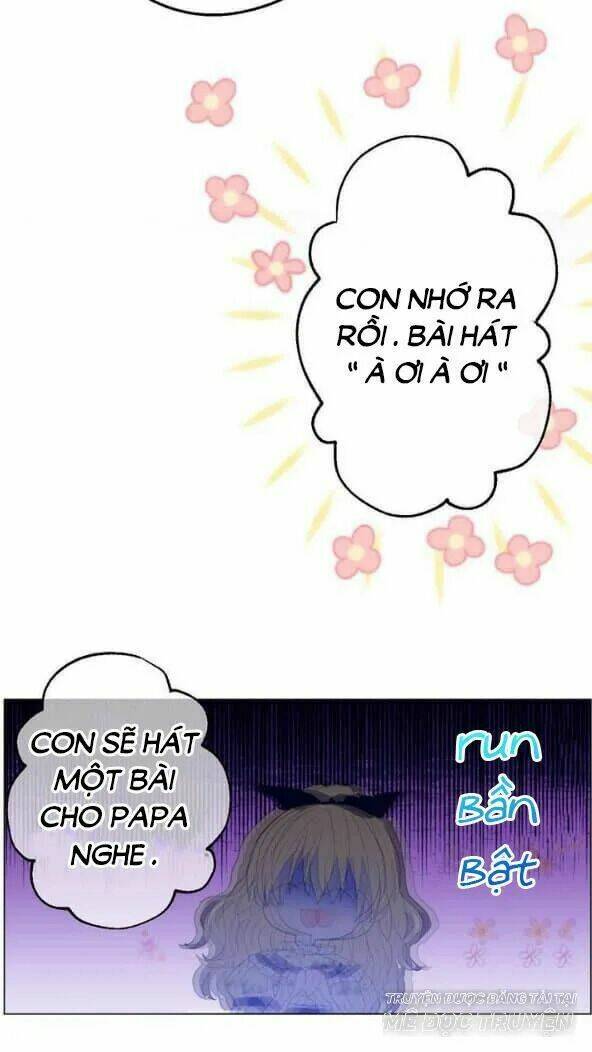 CON NHỚ RA
RỒI . BÀI HÁT
" À ƠI À ƠI "
CON SẼ HÁT
MỘT BÀI
CHO PAPA
NGHE .
run
Bần
Bật
TRUYỆN ĐƯỢC ĐĂNG TẢI TẠI
MÊ ĐỌC TRUYỆN